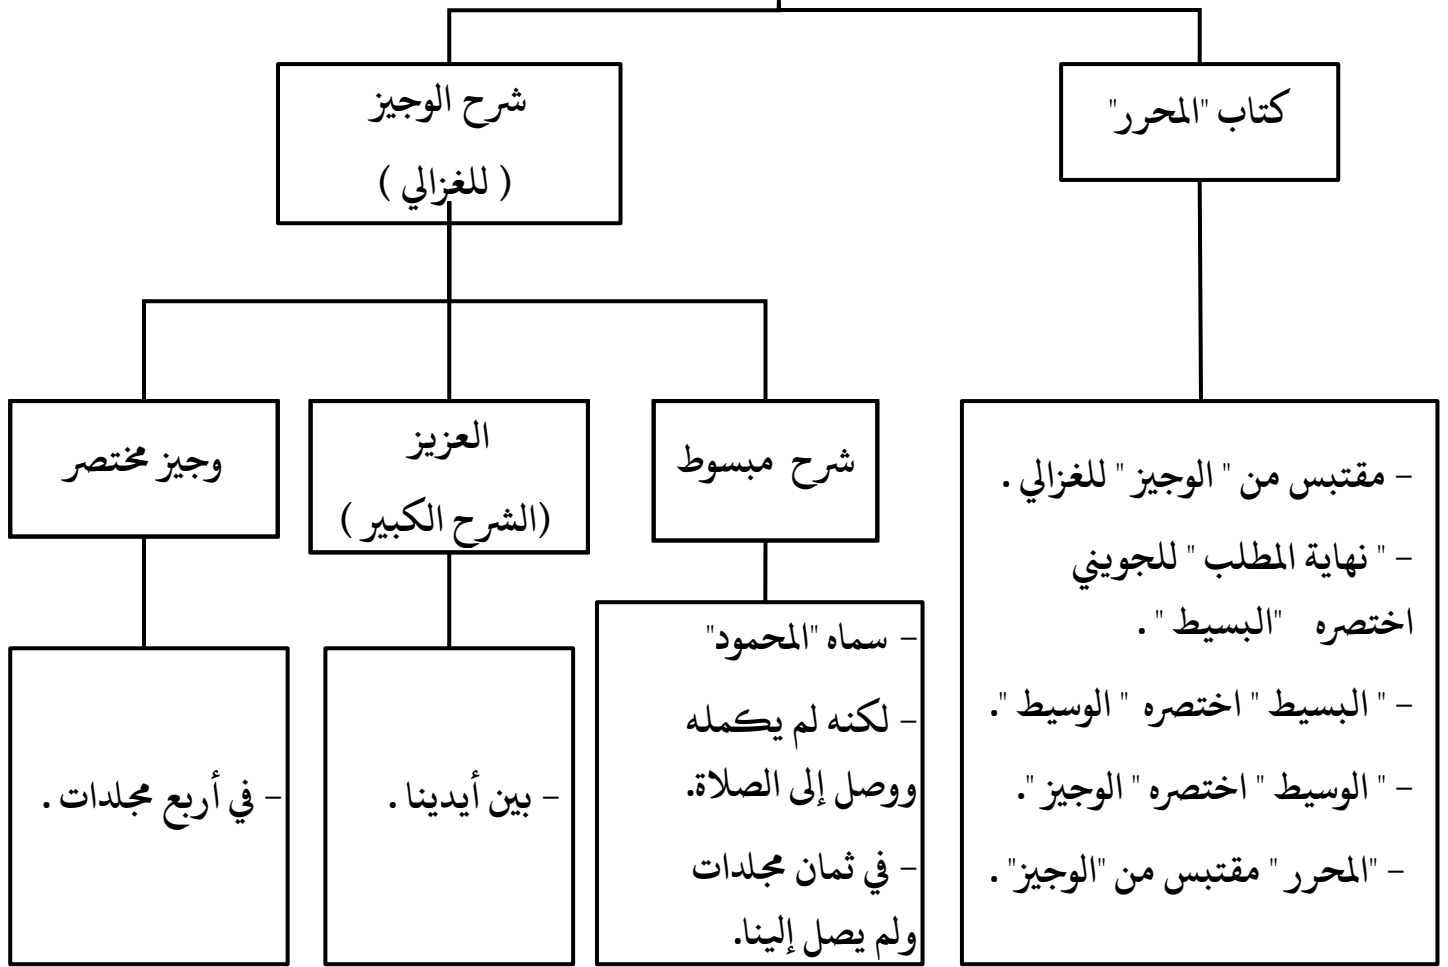 كتاب "المحرر"
- مقتبس من " الوجيز " للغزالي .
- " نهاية المطلب " للجويني
اختصره "البسيط " .
- " البسيط " اختصره " الوسيط ".
- " الوسيط " اختصره " الوجيز ".
- "المحرر " مقتبس من "الوجيز" .
شرح الوجيز
( للغزالي )
شرح مبسوط
- سماه "المحمود"
- لكنه لم يكمله
ووصل إلى الصلاة.
- في ثمان مجلدات
ولم يصل إلينا.
العزيز
(الشرح الكبير )
- بين أيدينا .
وجيز مختصر
- في أربع مجلدات .